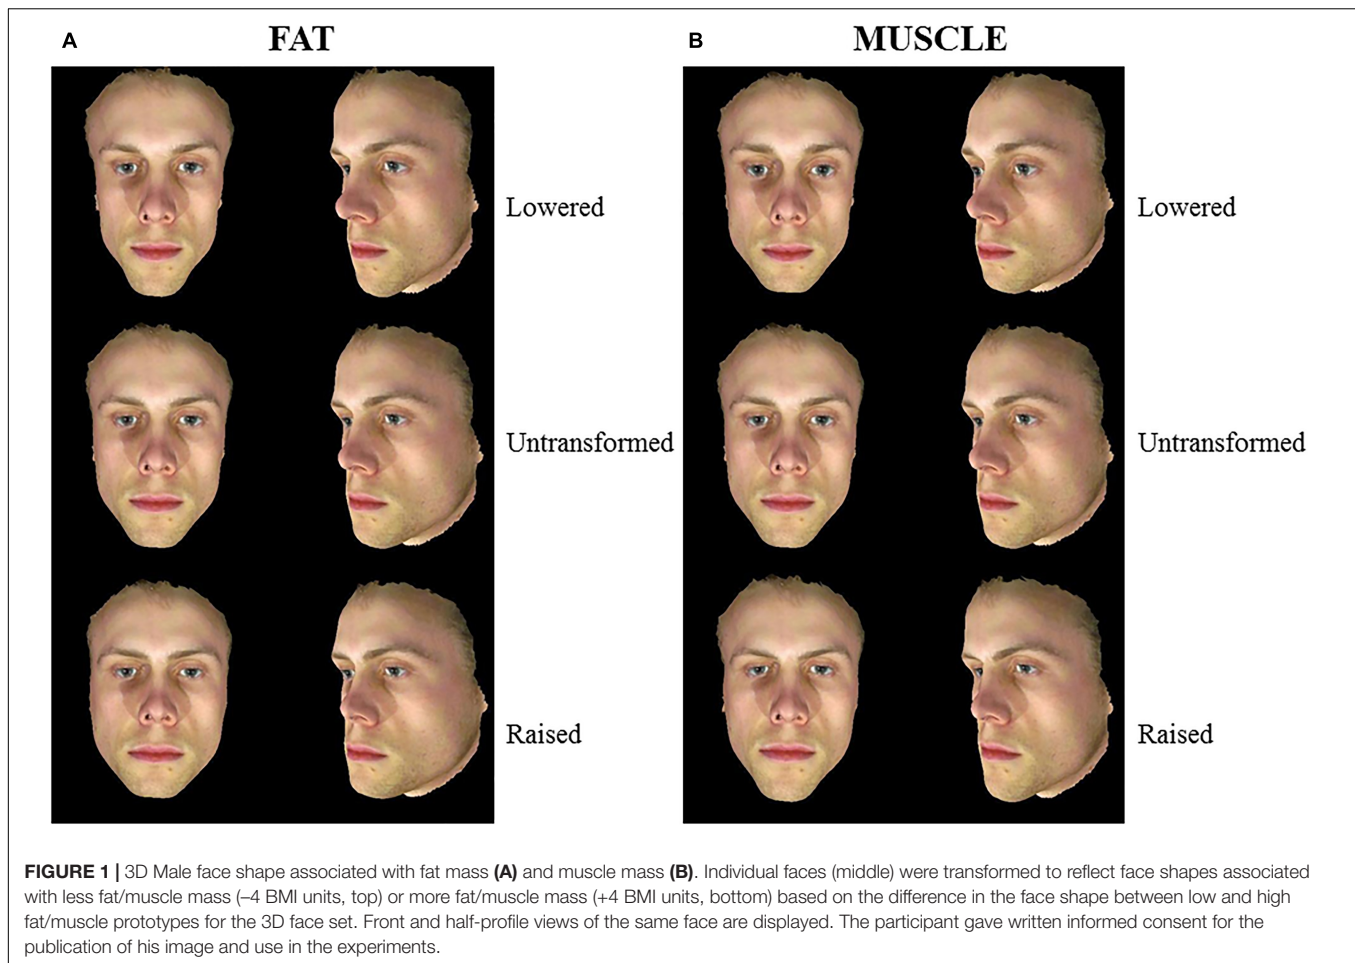 A FAT
B MUSCLE
Lowered
Lowered
Untransformed
Untransformed
Raised
Raised
FIGURE 1 | 3D Male face shape associated with fat mass (A) and muscle mass (B). Individual faces (middle) were transformed to reflect face shapes associated
with less fat/muscle mass (–4 BMI units, top) or more fat/muscle mass (+4 BMI units, bottom) based on the difference in the face shape between low and high
fat/muscle prototypes for the 3D face set. Front and half-profile views of the same face are displayed. The participant gave written informed consent for the
publication of his image and use in the experiments.